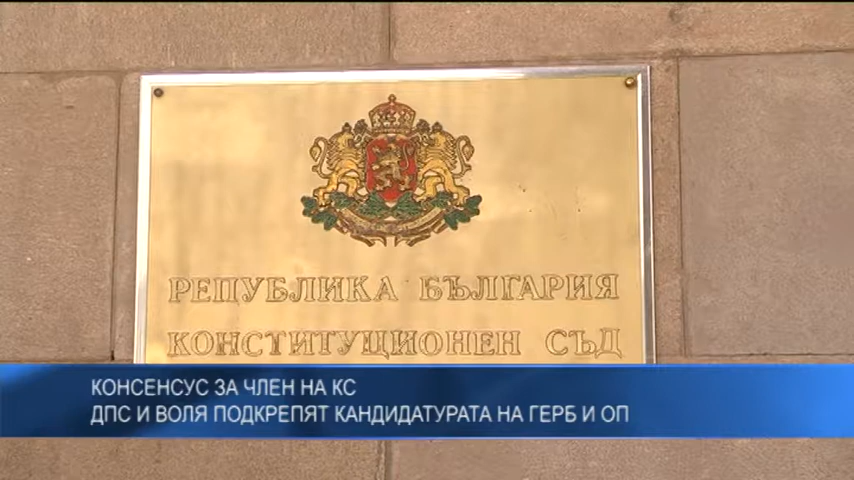 РЕПУБЛИКА БЪЛГАРИЯ
КОНСТИТУЦИОНЕН СЪД
КОНСЕНСУС ЗА ЧЛЕН НА КС
ДПС И ВОЛЯ ПОДКРЕПЯТ КАНДИДАТУРАТА НА ГЕРБ И ОП